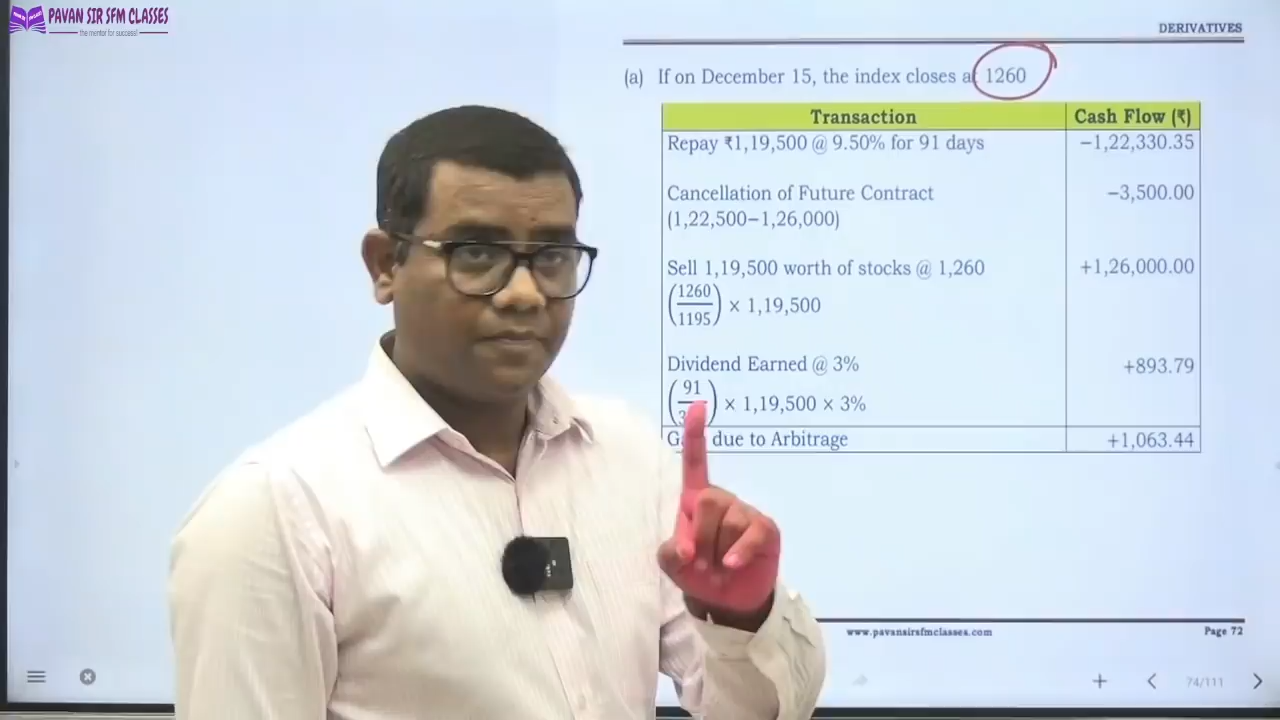 PAVAN SIR SFM CLASSES
the mentor for success!
DERIVATIVES
(a) If on December 15, the index closes at 1260
Transaction
Cash Flow (₹)
Repay ₹1,19,500 @ 9.50% for 91 days
−1,22,330.35
Cancellation of Future Contract
−3,500.00
(1,22,500−1,26,000)
Sell 1,19,500 worth of stocks @ 1,260
+1,26,000.00
(1260/1195) × 1,19,500
Dividend Earned @ 3%
+893.79
91
× 1,19,500 × 3%
due to Arbitrage
+1,063.44
www.pavansirsfmclasses.com
Page 72
74/111